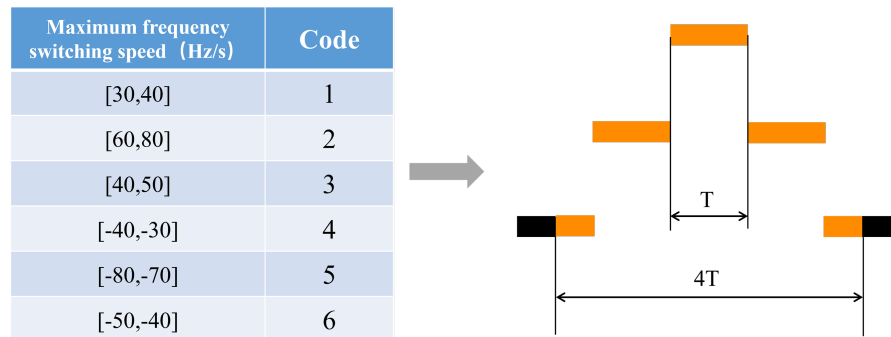 Maximum frequency
switching speed（Hz/s） Code
[30,40] 1
[60,80] 2
[40,50] 3
[-40,-30] 4
[-80,-70] 5
[-50,-40] 6
T
4T